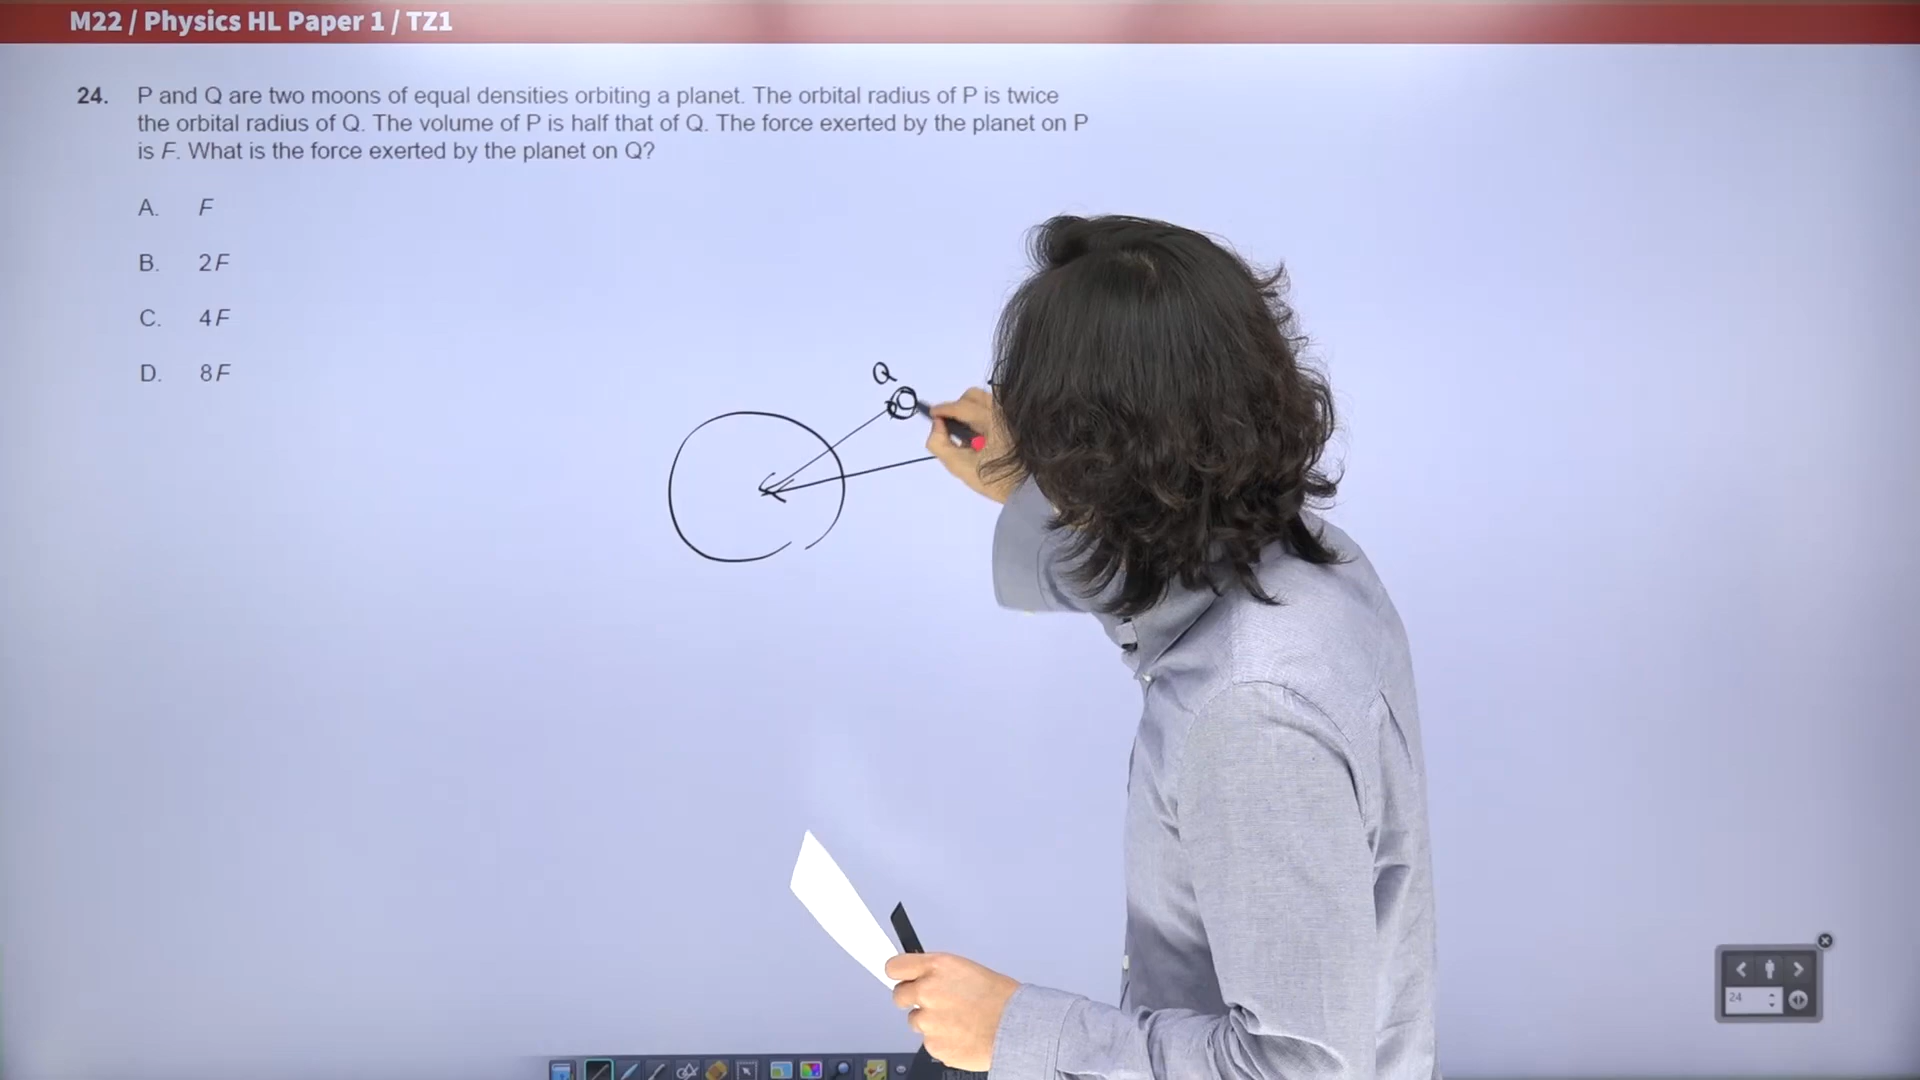 M22 / Physics HL Paper 1 / TZ1
24. P and Q are two moons of equal densities orbiting a planet. The orbital radius of P is twice
the orbital radius of Q. The volume of P is half that of Q. The force exerted by the planet on P
is F. What is the force exerted by the planet on Q?
A. F
B. 2F
C. 4F
D. 8F
Q
24